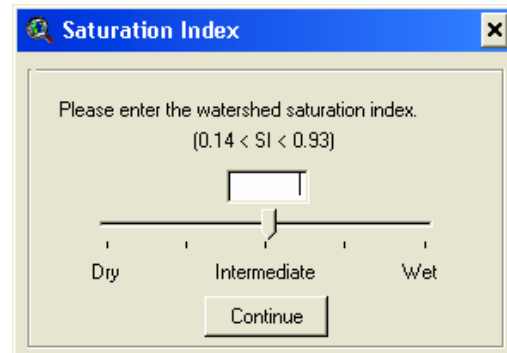 Saturation Index
Please enter the watershed saturation index.
(0.14 < SI < 0.93)
Dry Intermediate Wet
Continue